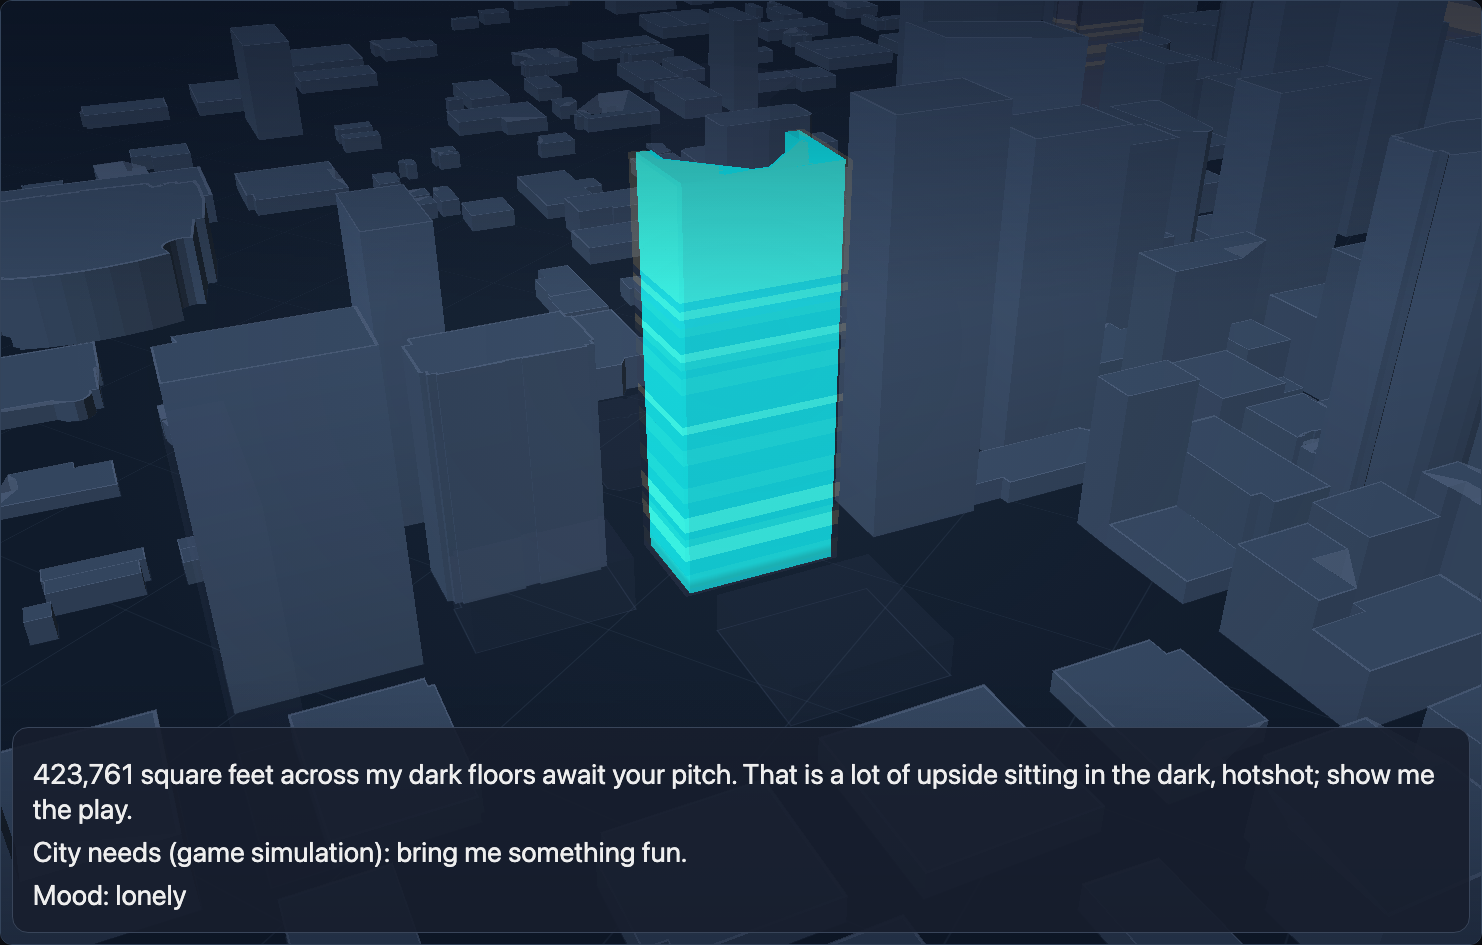 423,761 square feet across my dark floors await your pitch. That is a lot of upside sitting in the dark, hotshot; show me
the play.
City needs (game simulation): bring me something fun.
Mood: lonely